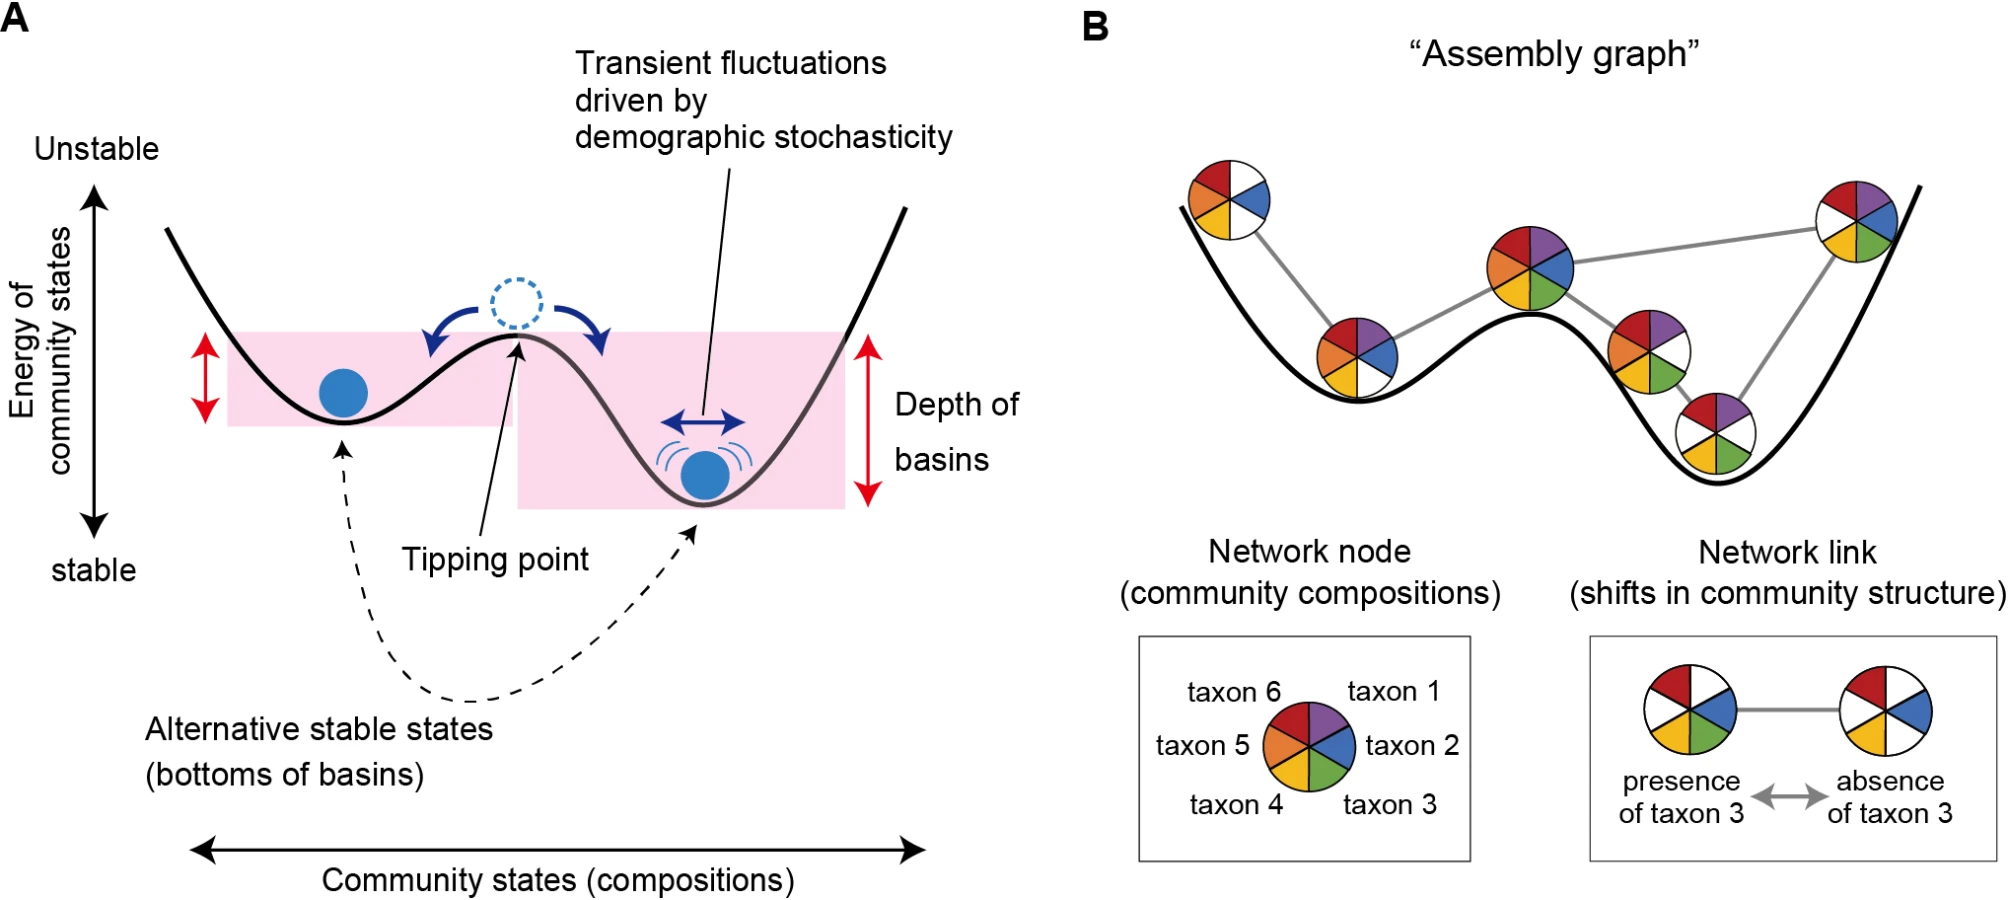 A
Transient fluctuations
driven by
demographic stochasticity
Unstable
Energy of
community states
stable
Depth of
basins
Tipping point
Alternative stable states
(bottoms of basins)
Community states (compositions)
B
“Assembly graph”
Network node
(community compositions)
taxon 6
taxon 1
taxon 5
taxon 2
taxon 4
taxon 3
Network link
(shifts in community structure)
presence
of taxon 3
absence
of taxon 3